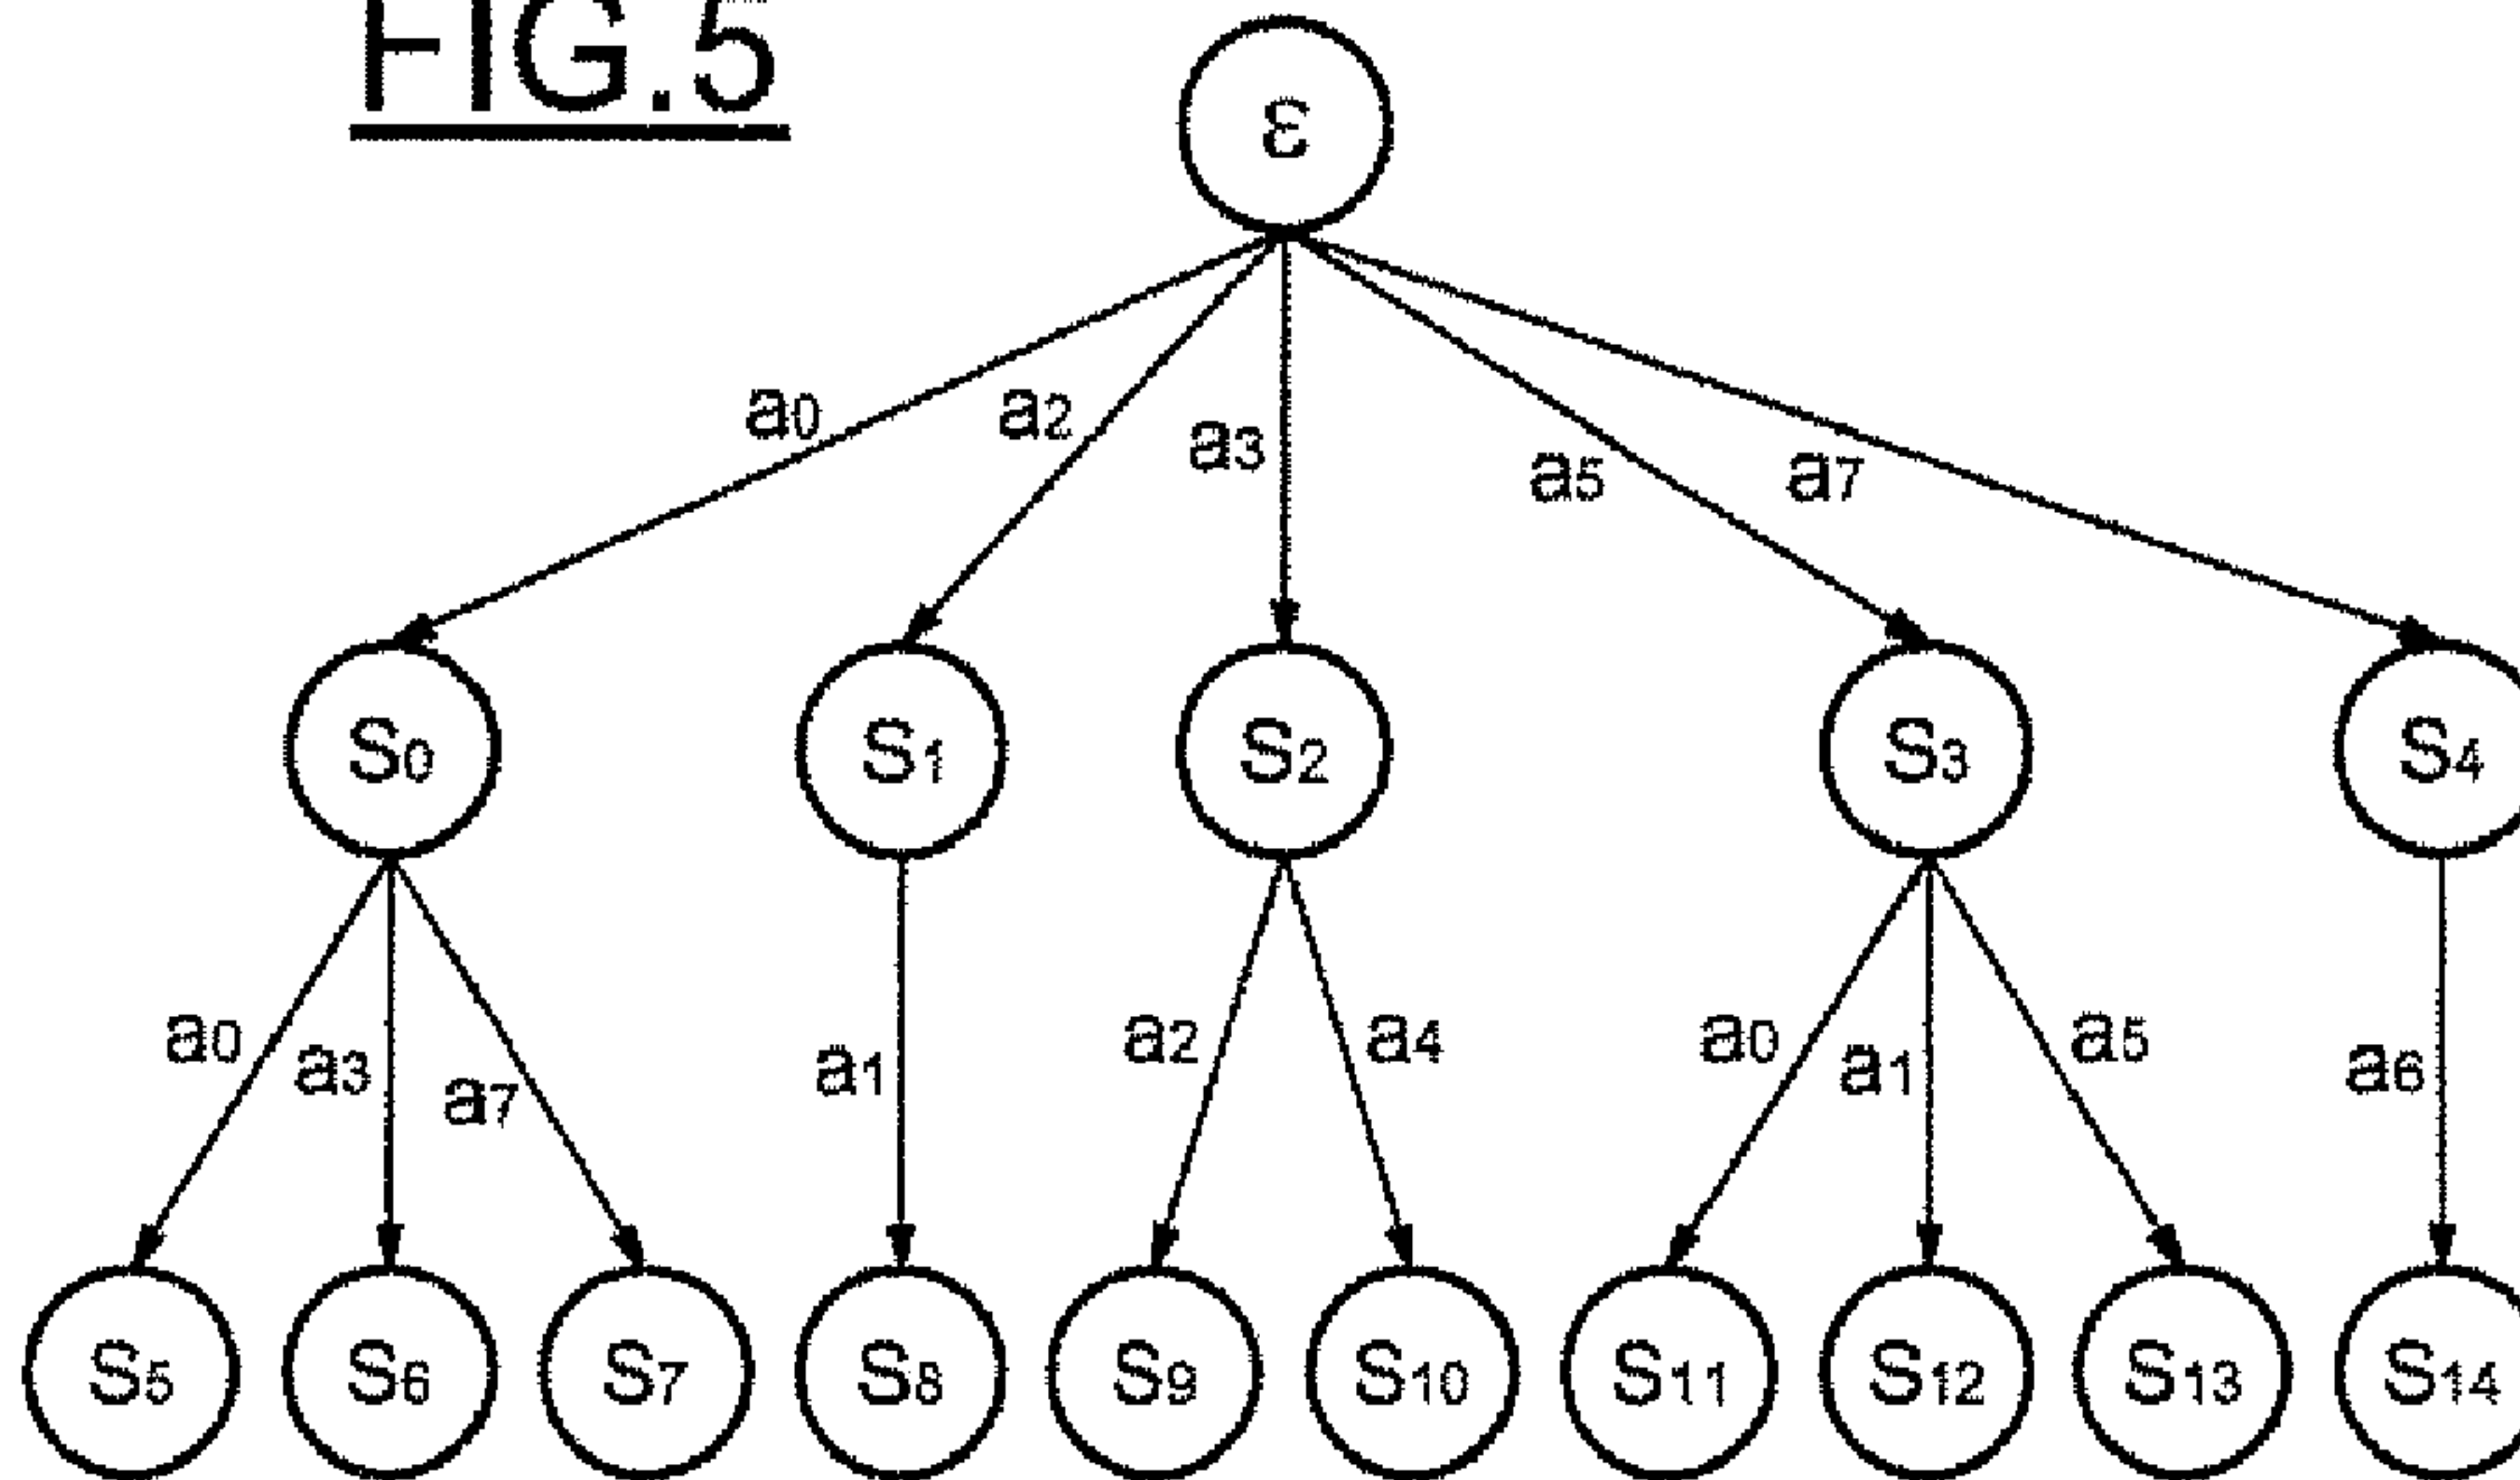 FIG.5
ε
a0 a2 a3 a5 a7
S0 S1 S2 S3 S4
a0 a3 a7 a1 a2 a4 a0 a1 a5 a6
S5 S6 S7 S8 S9 S10 S11 S12 S13 S14